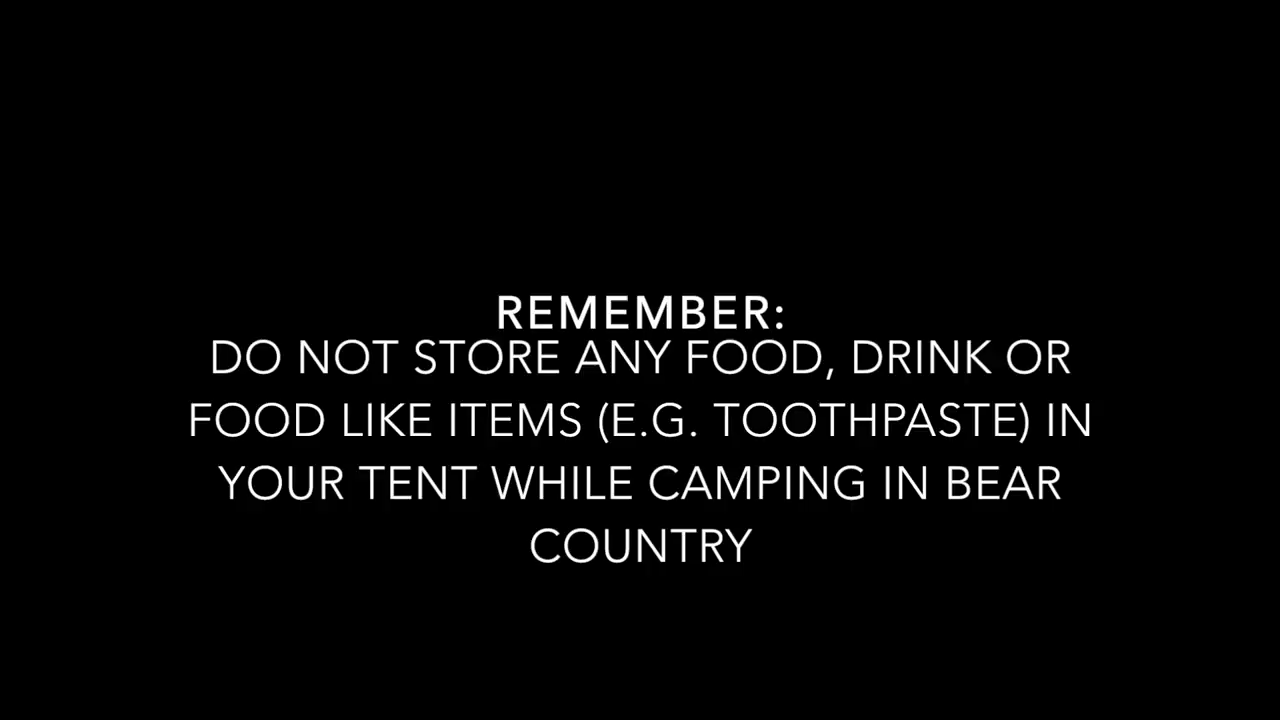 REMEMBER:
DO NOT STORE ANY FOOD, DRINK OR
FOOD LIKE ITEMS (E.G. TOOTHPASTE) IN
YOUR TENT WHILE CAMPING IN BEAR
COUNTRY